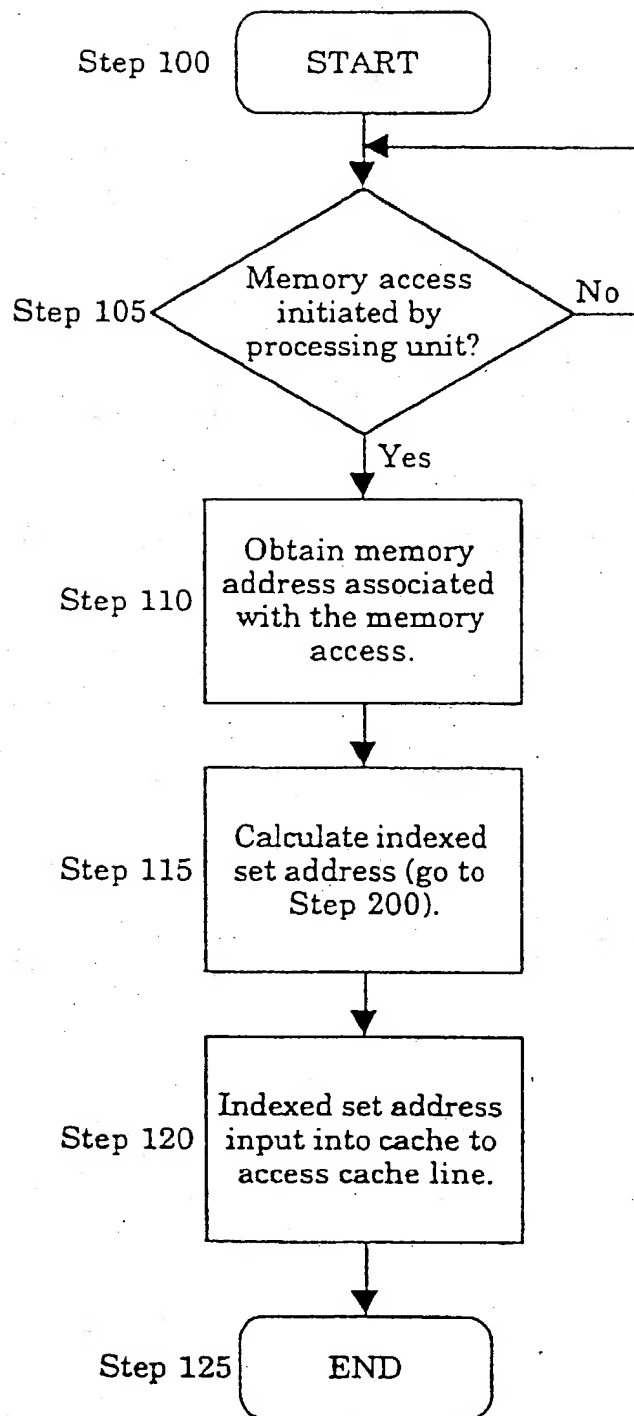 Step 100
START
Memory access
initiated by
processing unit?
Step 105
No
Yes
Obtain memory
address associated
with the memory
access.
Step 110
Calculate indexed
set address (go to
Step 200).
Step 115
Indexed set address
input into cache to
access cache line.
Step 120
Step 125
END